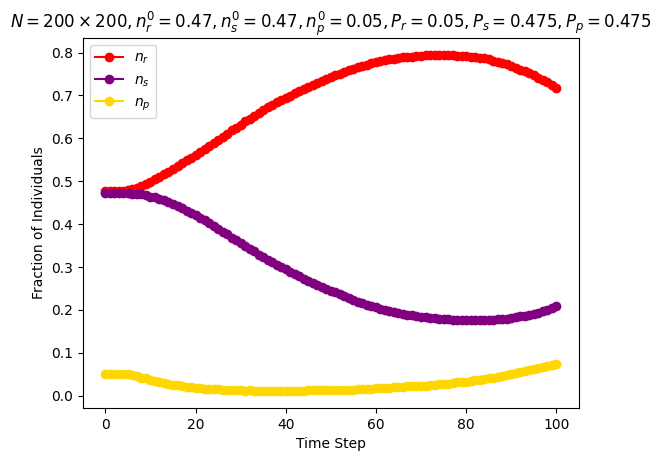 N = 200 × 200, n_r^0 = 0.47, n_s^0 = 0.47, n_p^0 = 0.05, P_r = 0.05, P_s = 0.475, P_p = 0.475
n_r
n_s
n_p
0.8
0.7
0.6
0.5
0.4
0.3
0.2
0.1
0.0
Fraction of Individuals
0 20 40 60 80 100
Time Step